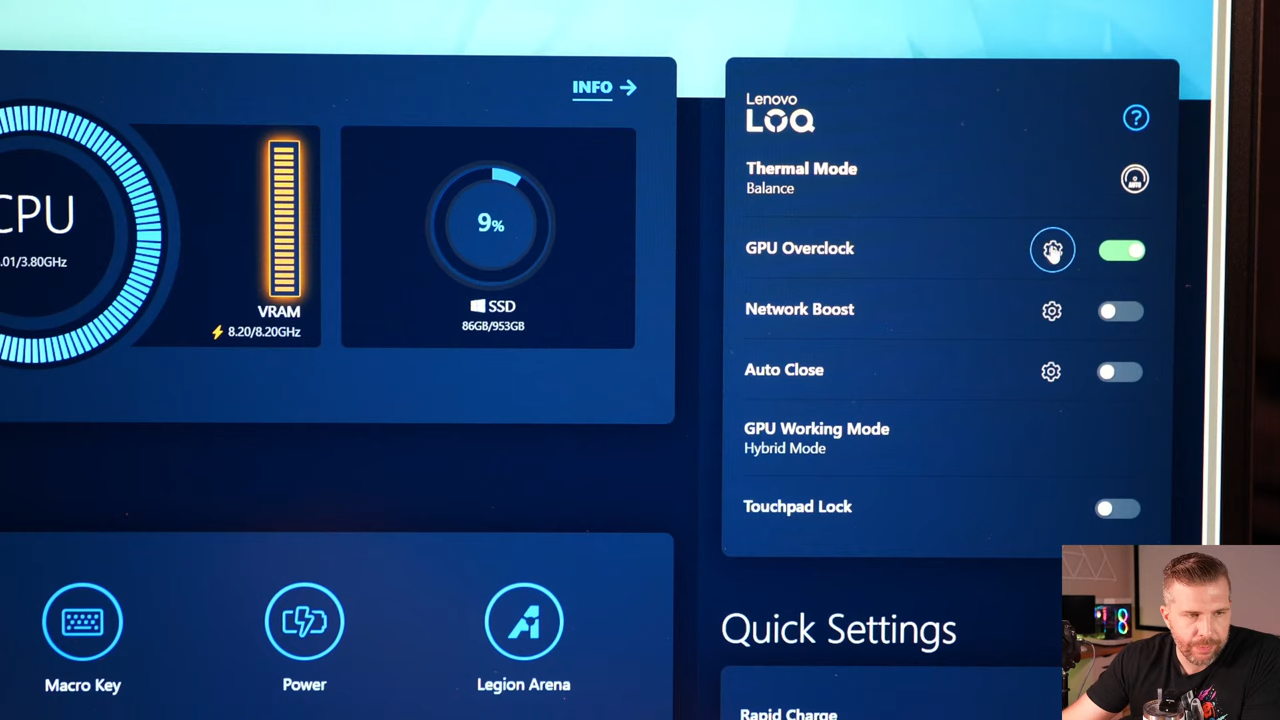 INFO
CPU
.01/3.80GHz
VRAM
8.20/8.20GHz
9%
SSD
86GB/953GB
Lenovo
LOQ
?
Thermal Mode
Balance
AUTO
GPU Overclock
Network Boost
Auto Close
GPU Working Mode
Hybrid Mode
Touchpad Lock
Macro Key
Power
Legion Arena
Quick Settings
Rapid Charge